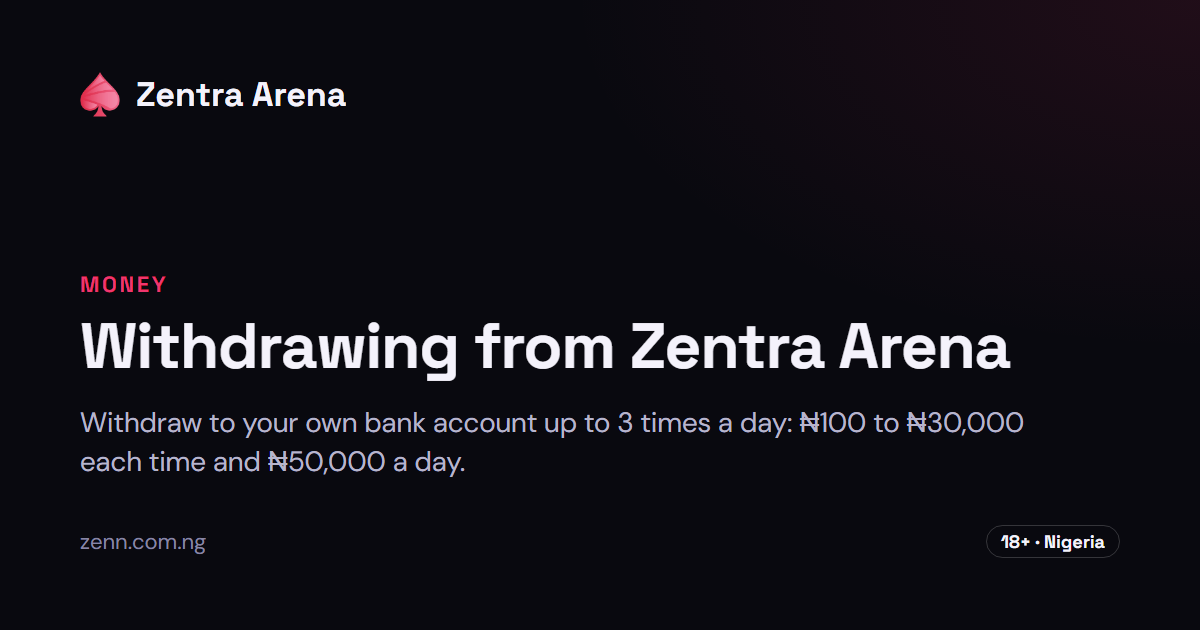 Zentra Arena
MONEY
Withdrawing from Zentra Arena
Withdraw to your own bank account up to 3 times a day: ₦100 to ₦30,000
each time and ₦50,000 a day.
zenn.com.ng
18+ · Nigeria